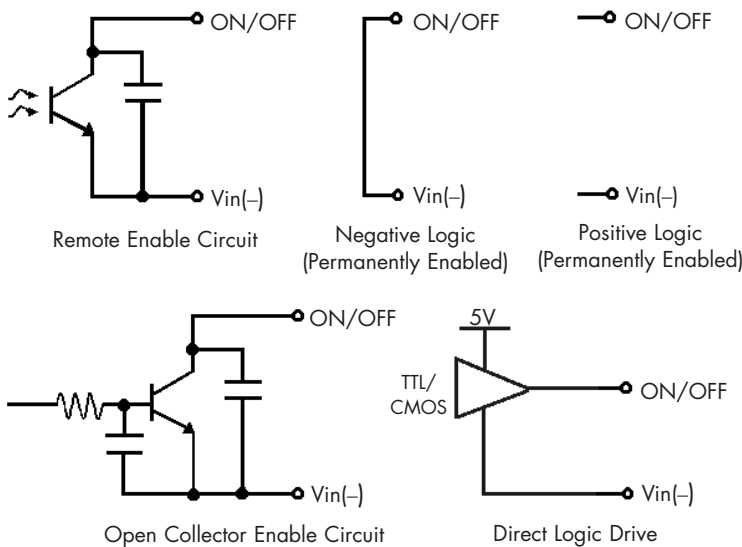 ON/OFF
Vin(–)
Remote Enable Circuit
ON/OFF
Vin(–)
Negative Logic
(Permanently Enabled)
ON/OFF
Vin(–)
Positive Logic
(Permanently Enabled)
ON/OFF
Vin(–)
Open Collector Enable Circuit
5V
TTL/
CMOS
ON/OFF
Vin(–)
Direct Logic Drive